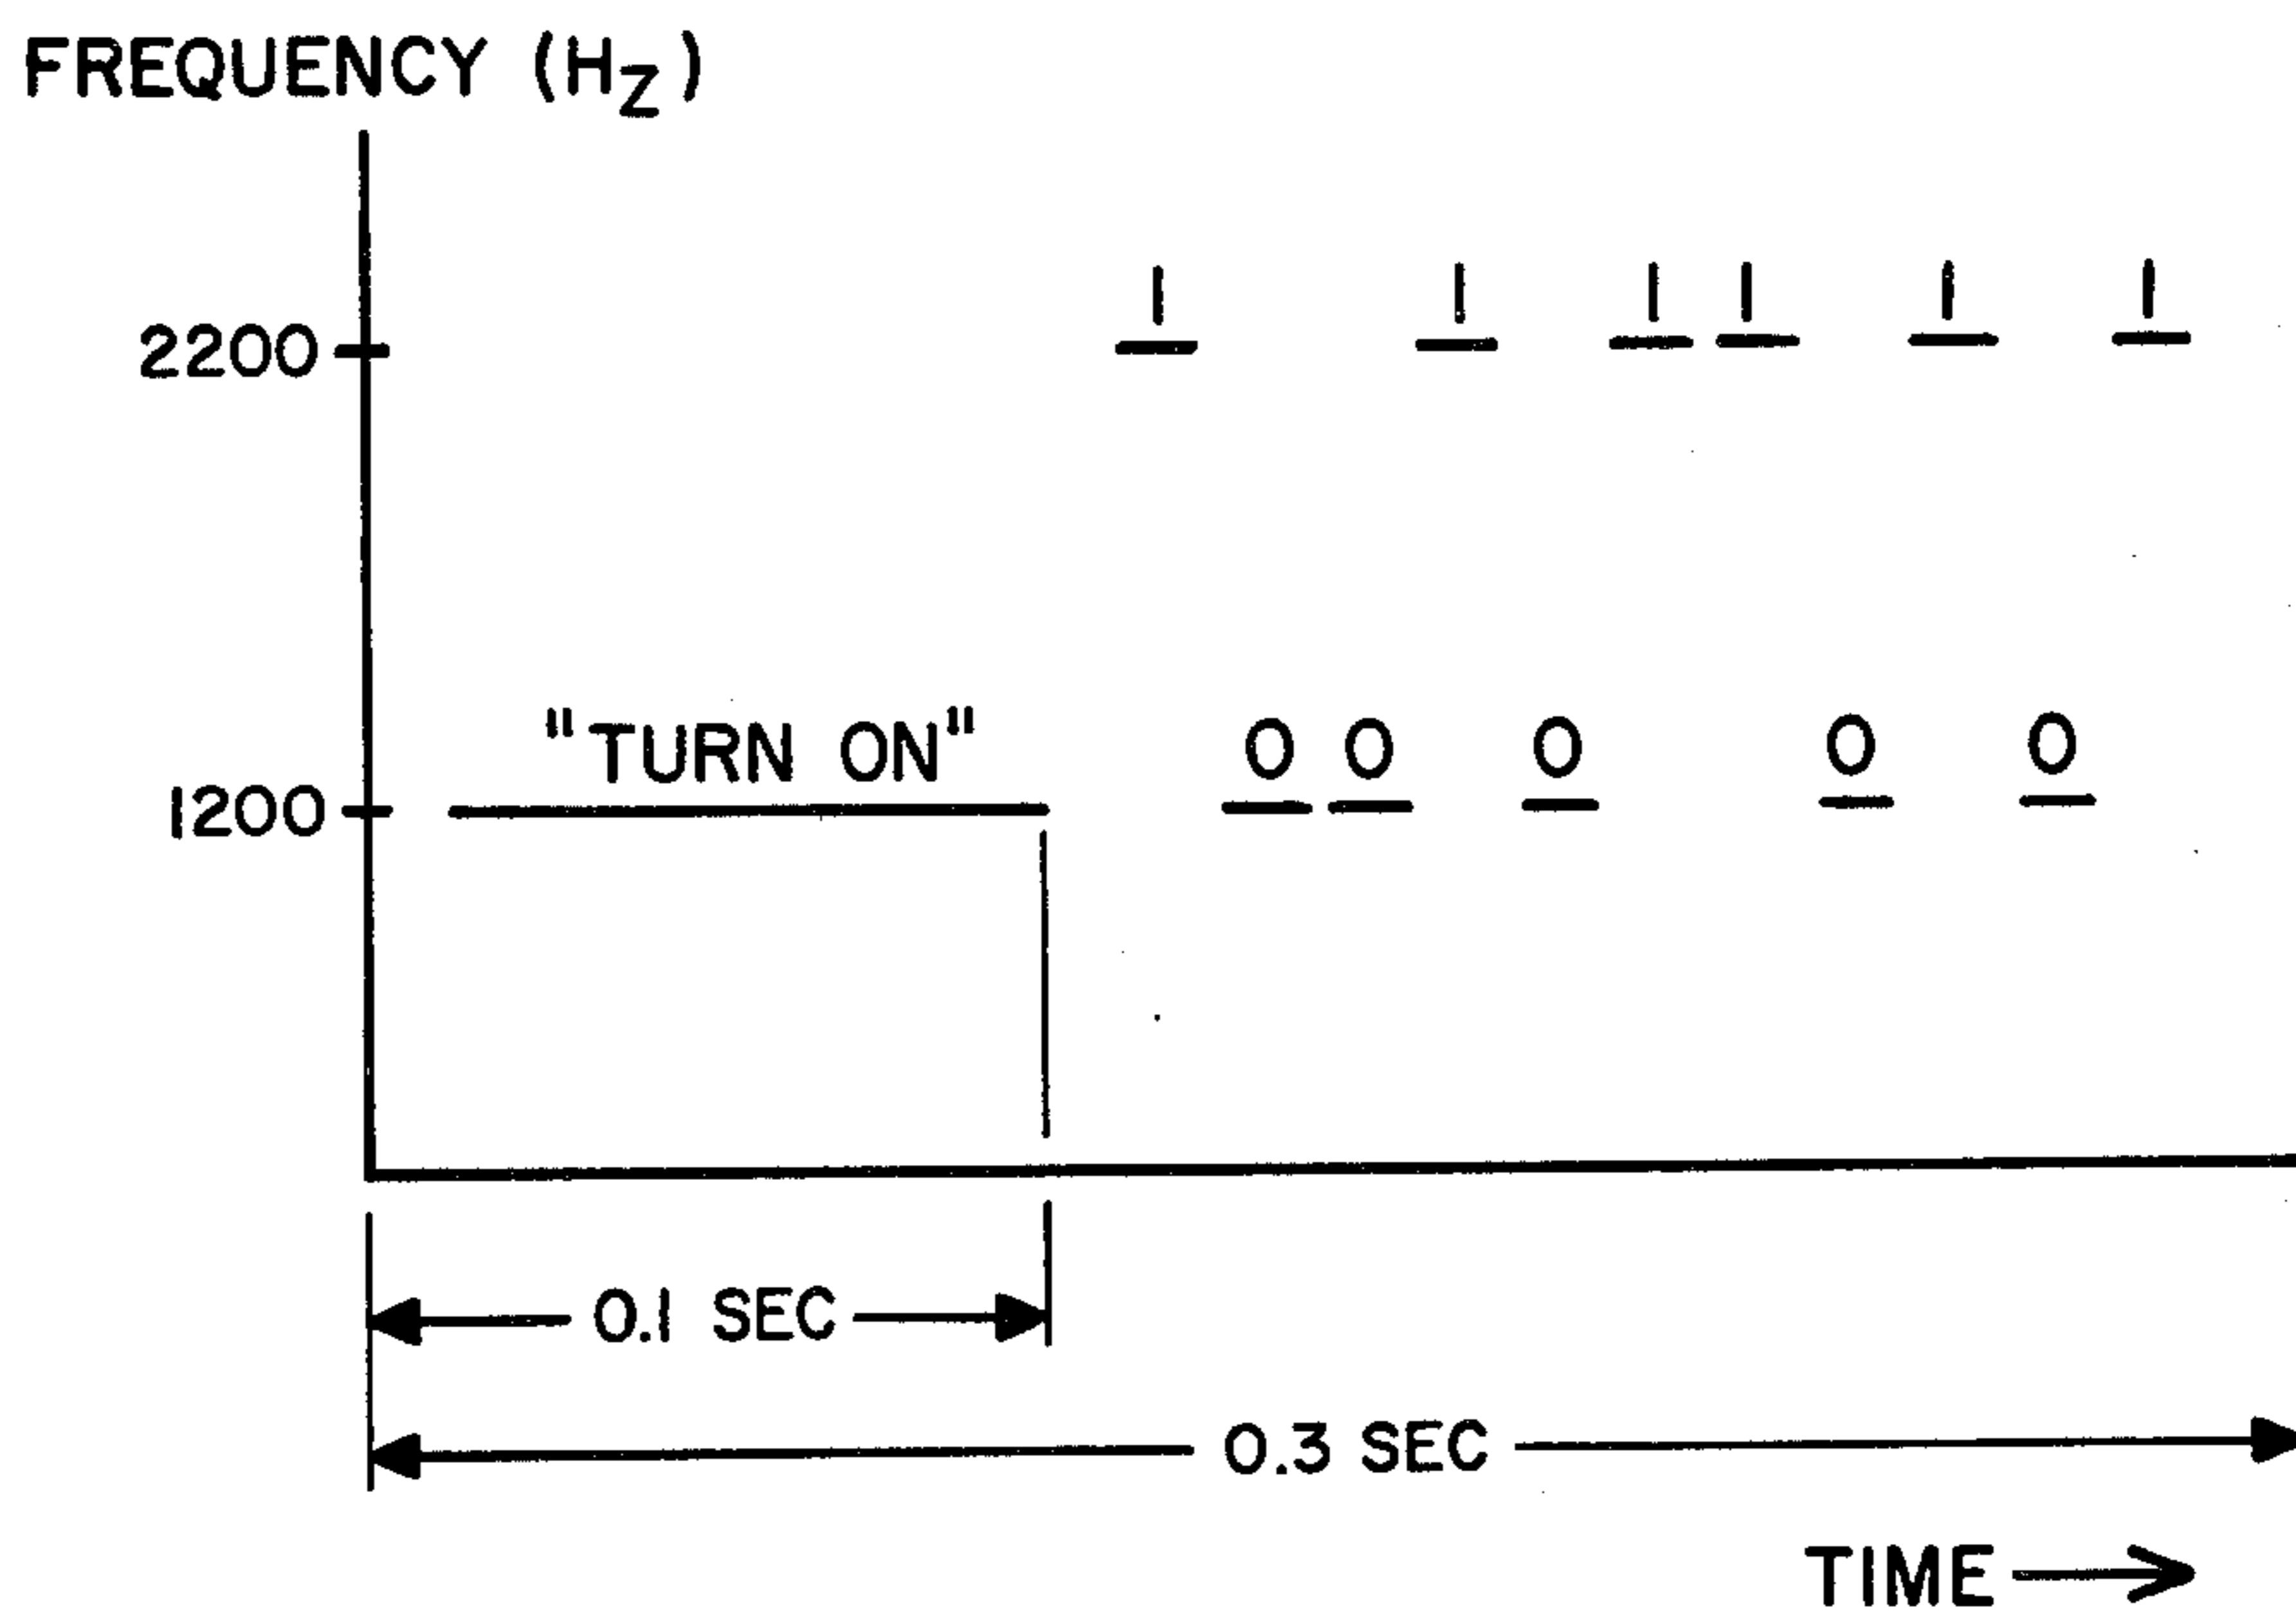 FREQUENCY (Hz)
2200
1 1 1 1 1 1
"TURN ON"
0 0 0 0 0
1200
0.1 SEC
0.3 SEC
TIME